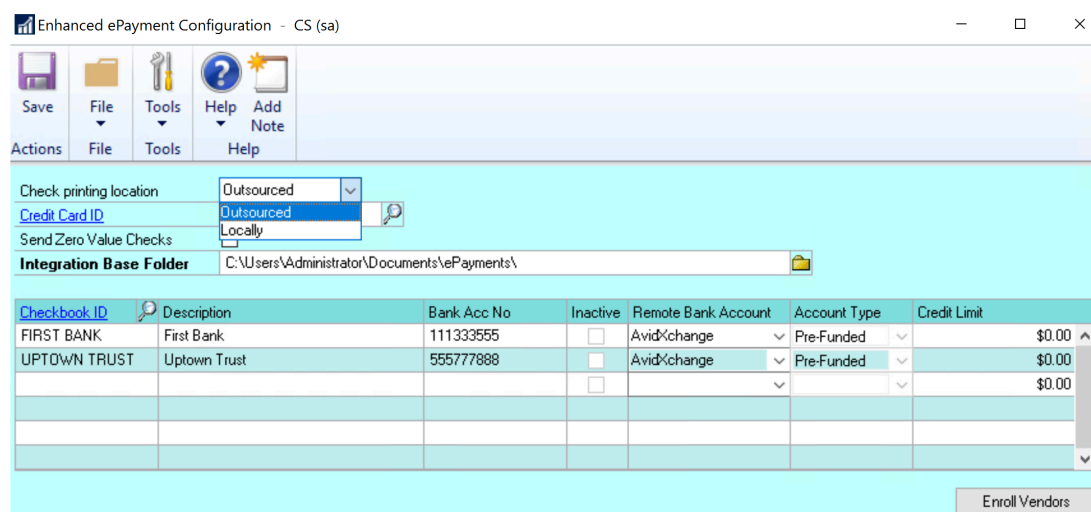 Enhanced ePayment Configuration - CS (sa)
Save File Tools Help Add Note
Actions File Tools Help
Check printing location Outsourced
Outsourced
Credit Card ID
Locally
Send Zero Value Checks
Integration Base Folder C:\Users\Administrator\Documents\ePayments\
Checkbook ID Description Bank Acc No Inactive Remote Bank Account Account Type Credit Limit
FIRST BANK First Bank 111333555 AvidXchange Pre-Funded $0.00
UPTOWN TRUST Uptown Trust 555777888 AvidXchange Pre-Funded $0.00
$0.00
Enroll Vendors